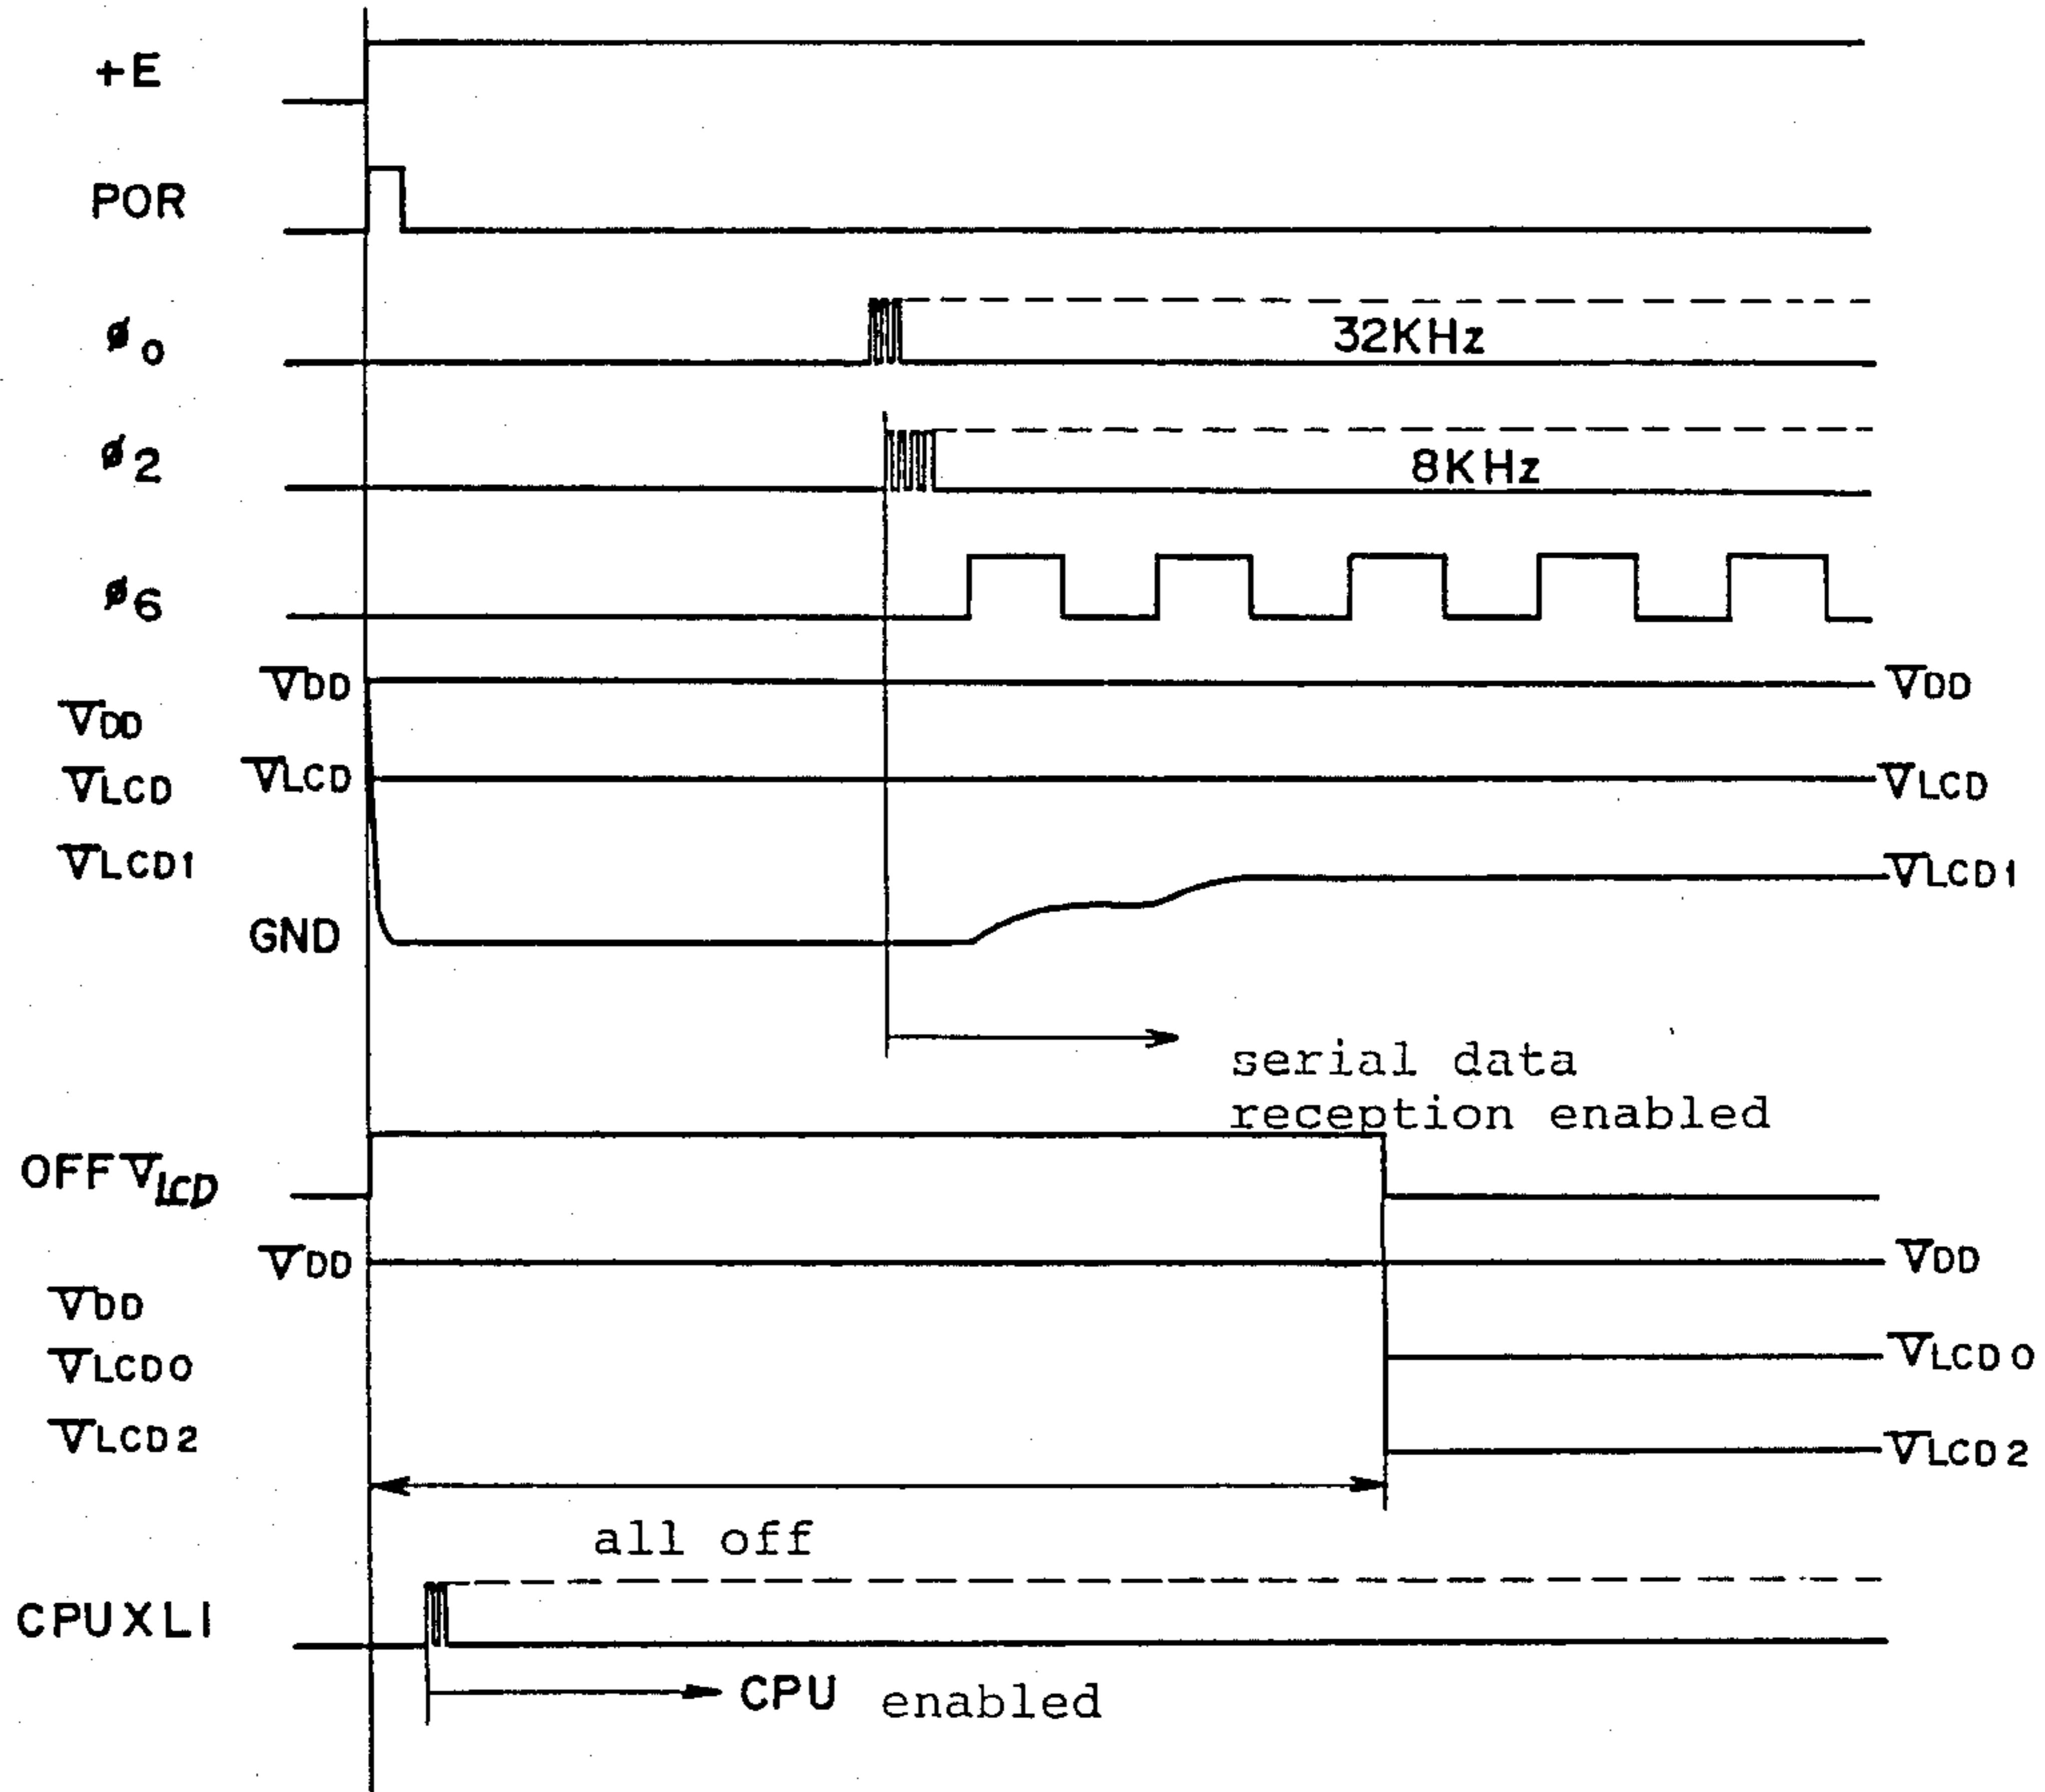 +E
POR
ø0
32KHz
ø2
8KHz
ø6
VDD
VDD
VDD
VLCD
VLCD
VLCD
VLCD1
VLCD1
GND
serial data
reception enabled
OFF VLCD
VDD
VDD
VDD
VLCD0
VLCD0
VLCD2
VLCD2
all off
CPUXL1
CPU enabled